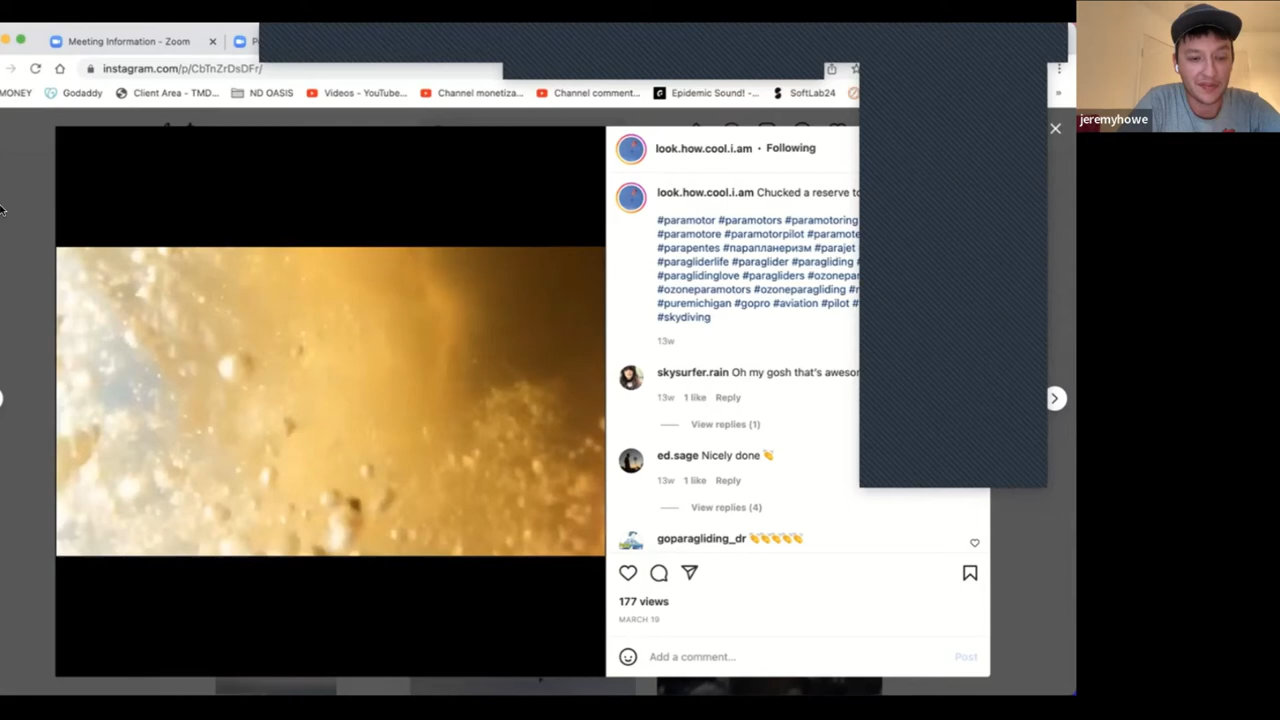 Meeting Information - Zoom
instagram.com/p/CbTnZrDsDFr/
MONEY Godaddy Client Area - TMD... ND OASIS Videos - YouTube... Channel monetiza... Channel comment... Epidemic Sound! -... SoftLab24 »
jeremyhowe
look.how.cool.i.am • Following
look.how.cool.i.am Chucked a reserve
#paramotor #paramotors #paramotoring
#paramotore #paramotorpilot #paramote
#parapentes #парапланеризм #parajet
#paragliderlife #paraglider #paragliding #
#paraglidinglove #paragliders #ozonepar
#ozoneparamotors #ozoneparagliding #
#puremichigan #gopro #aviation #pilot #
#skydiving
13w
skysurfer.rain Oh my gosh that's aweso
13w 1 like Reply
View replies (1)
ed.sage Nicely done 👏
13w 1 like Reply
View replies (4)
goparagliding_dr 👏👏👏👏👏
177 views
MARCH 19
Add a comment... Post